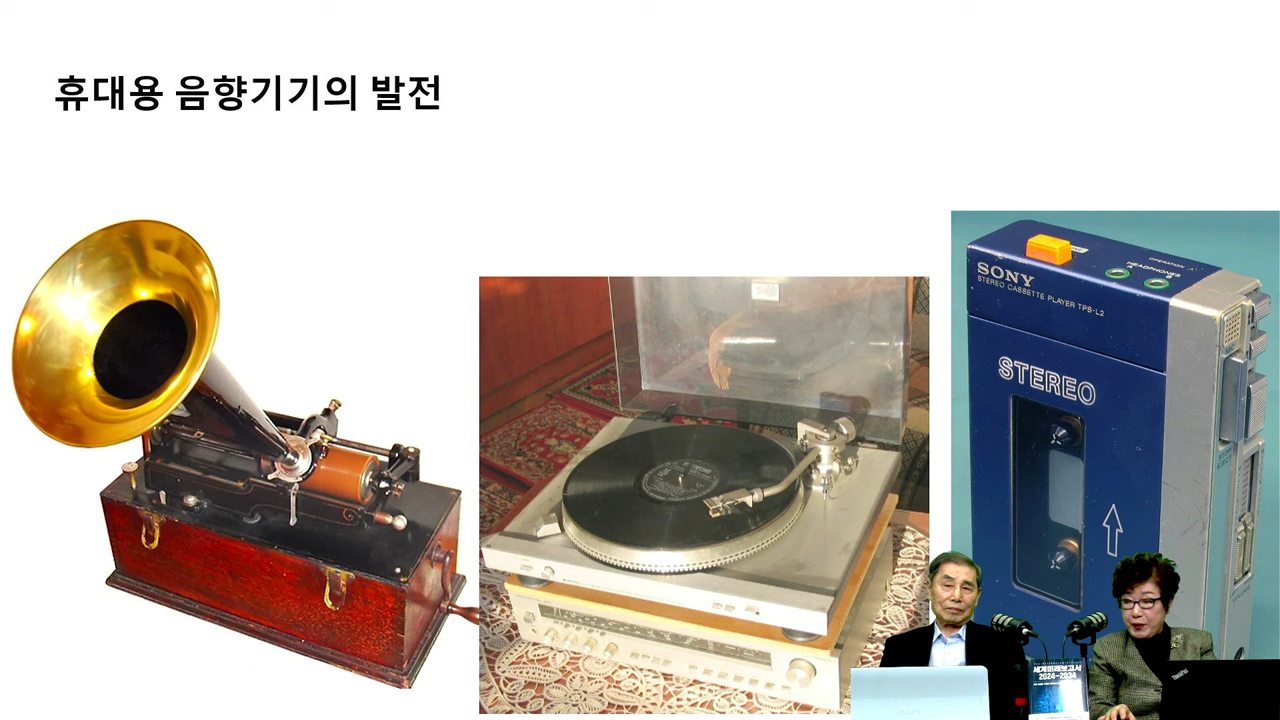 휴대용 음향기기의 발전
SONY
STEREO CASSETTE PLAYER TPS-L2
OPERATION
HEADPHONES
A
B
STEREO
세계미래보고서
2024-2034
ThinkPad